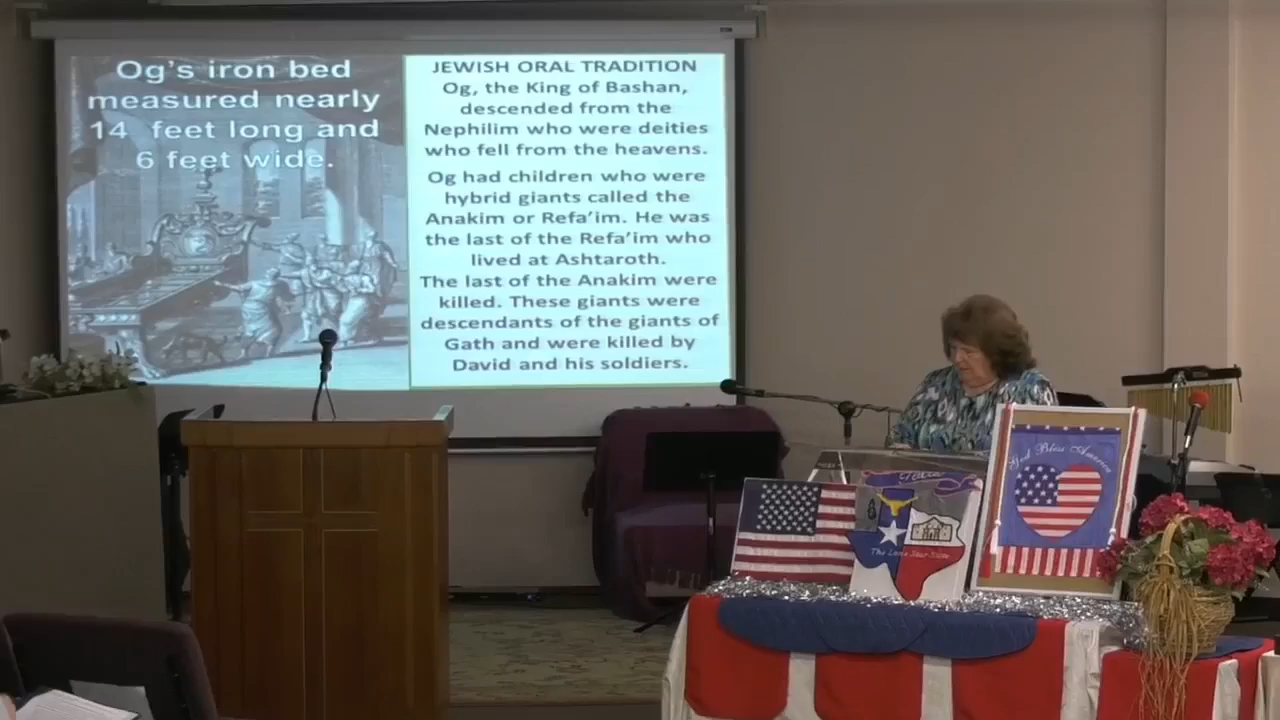 Og's iron bed
measured nearly
14 feet long and
6 feet wide.
JEWISH ORAL TRADITION
Og, the King of Bashan,
descended from the
Nephilim who were deities
who fell from the heavens.
Og had children who were
hybrid giants called the
Anakim or Refa'im. He was
the last of the Refa'im who
lived at Ashtaroth.
The last of the Anakim were
killed. These giants were
descendants of the giants of
Gath and were killed by
David and his soldiers.
God Bless America
Texas
The Lone Star State